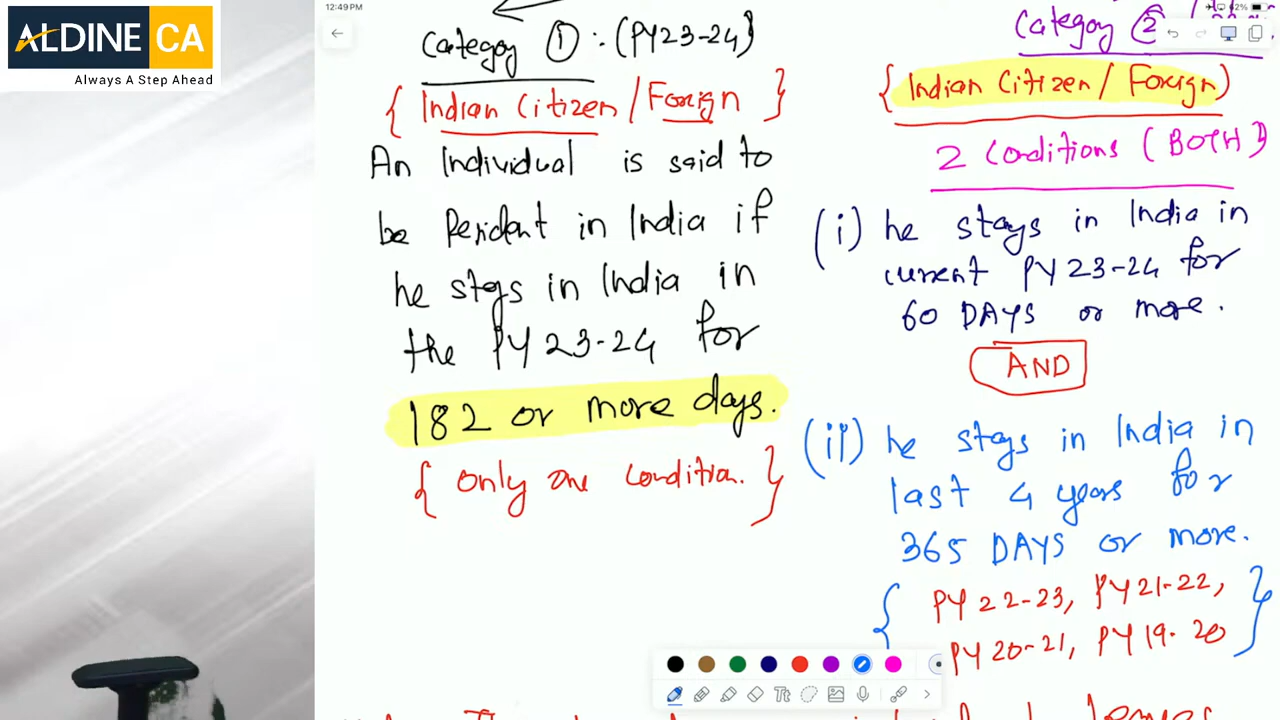 ALDINE CA
Always A Step Ahead
12:49 PM
62%
Category ① : (PY23-24)
{ Indian Citizen / Foreign }
An Individual is said to
be Resident in India if
he stays in India in
the PY 23-24 for
182 or more days.
{ Only one condition. }
Category ②
{ Indian Citizen / Foreign }
2 Conditions (BOTH)
(i) he stays in India in
current PY 23-24 for
60 DAYS or more.
AND
(ii) he stays in India in
last 4 years for
365 DAYS or more.
{ PY 22-23, PY 21-22,
PY 20-21, PY 19-20 }
Tt